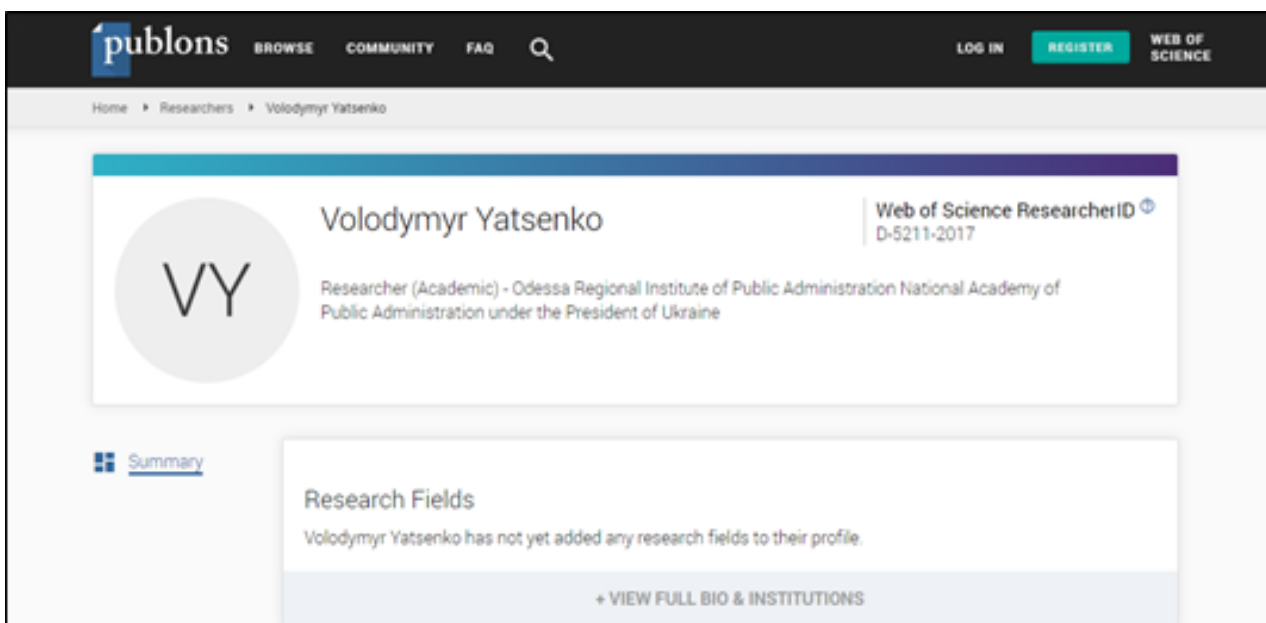 publons BROWSE COMMUNITY FAQ LOG IN REGISTER WEB OF
SCIENCE
Home Researchers Volodymyr Yatsenko
VY
Volodymyr Yatsenko
Web of Science ResearcherID
D-5211-2017
Researcher (Academic) - Odessa Regional Institute of Public Administration National Academy of
Public Administration under the President of Ukraine
Summary
Research Fields
Volodymyr Yatsenko has not yet added any research fields to their profile.
+ VIEW FULL BIO & INSTITUTIONS